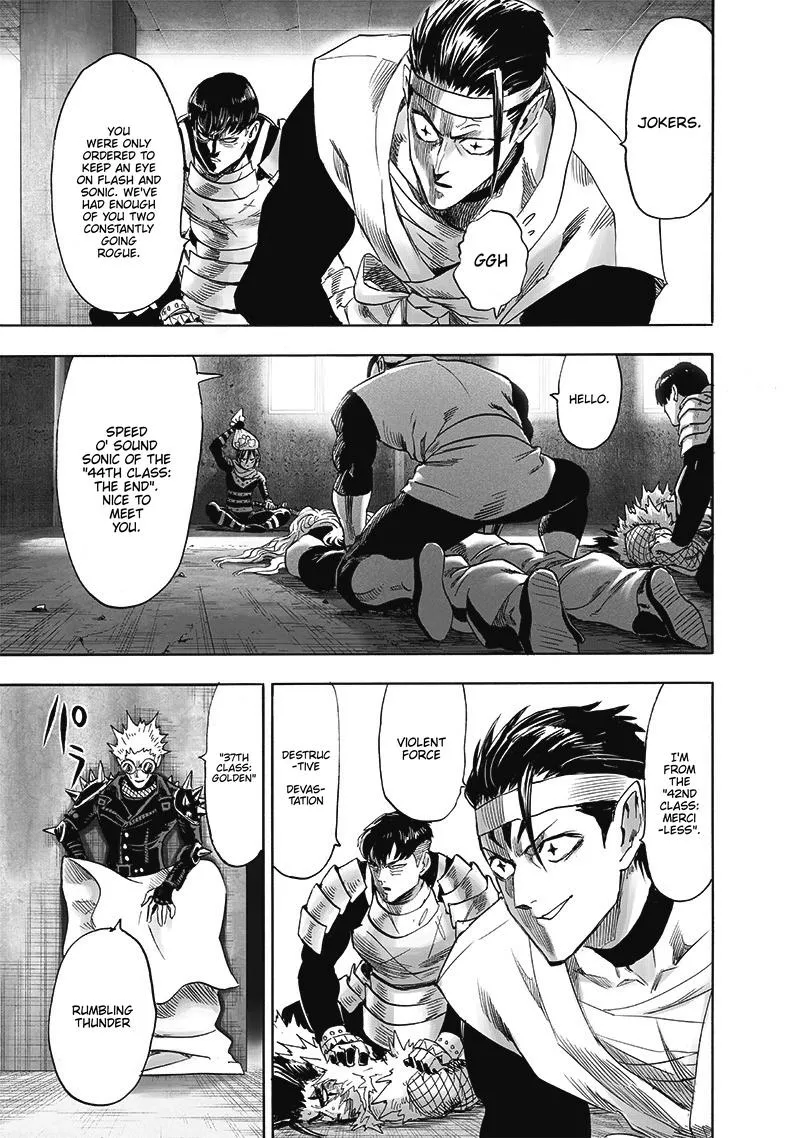 JOKERS.
YOU
WERE ONLY
ORDERED TO
KEEP AN EYE
ON FLASH AND
SONIC. WE'VE
HAD ENOUGH
OF YOU TWO
CONSTANTLY
GOING
ROGUE.
GGH
HELLO.
SPEED
O' SOUND
SONIC OF THE
"44TH CLASS:
THE END".
NICE TO
MEET
YOU.
I'M
FROM THE
"42ND
CLASS:
MERCI
-LESS".
VIOLENT
FORCE
DESTRUC
-TIVE
DEVAS-
TATION
"37TH
CLASS:
GOLDEN"
パ
RUMBLING
THUNDER